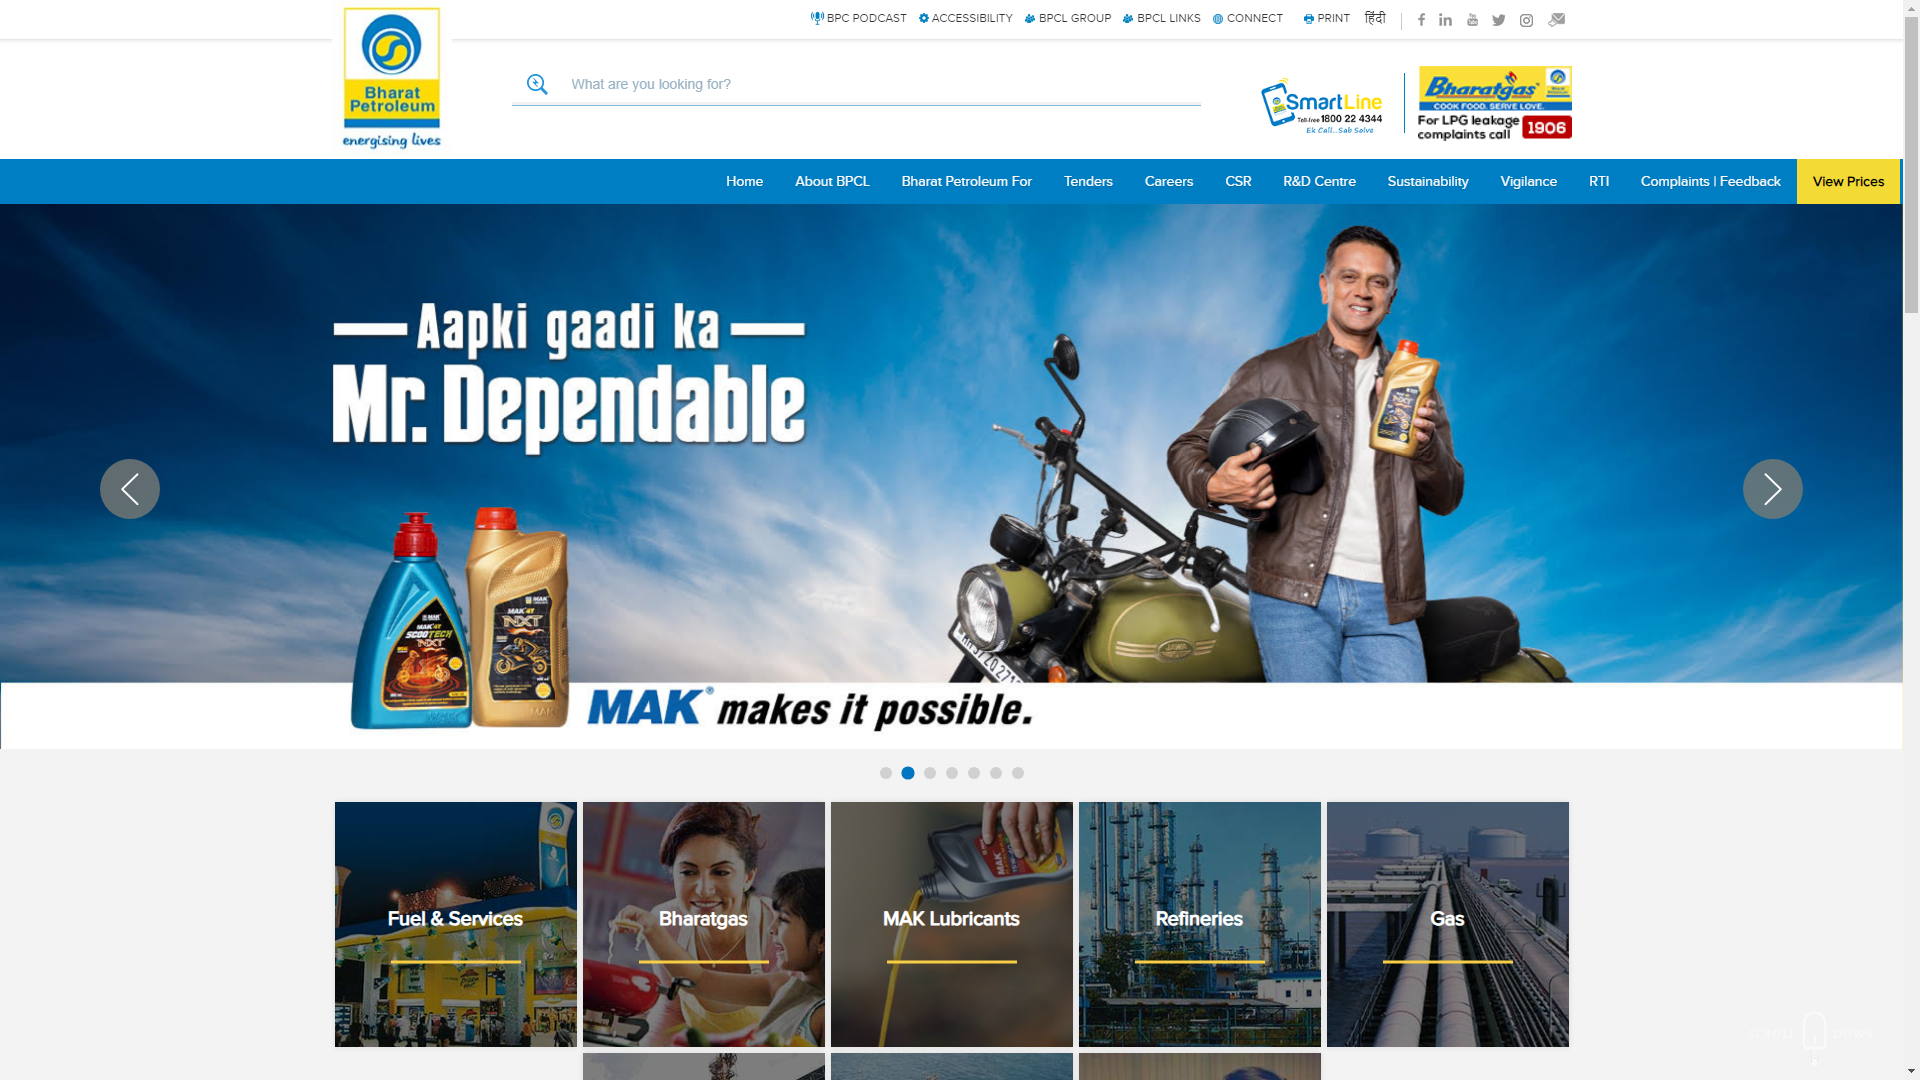 BPC PODCAST ACCESSIBILITY BPCL GROUP BPCL LINKS CONNECT PRINT हिंदी
Bharat
Petroleum
energising lives
What are you looking for?
SmartLine
Toll-free 1800 22 4344
Ek Call...Sab Solve
Bharatgas
COOK FOOD. SERVE LOVE.
For LPG leakage
complaints call 1906
Home About BPCL Bharat Petroleum For Tenders Careers CSR R&D Centre Sustainability Vigilance RTI Complaints | Feedback View Prices
Aapki gaadi ka
Mr. Dependable
MAK
MAK 4T
SCOOTECH
NXT
MAK
MAK 4T
NXT
JAWA
MAK® makes it possible.
Fuel & Services
Bharatgas
MAK Lubricants
Refineries
Gas